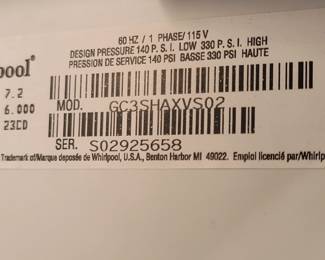 60 HZ / 1 PHASE/ 115 V
DESIGN PRESSURE 140 P. S. I. LOW 330 P. S. I. HIGH
PRESSION DE SERVICE 140 PSI BASSE 330 PSI HAUTE
pool®
7.2
6.000
23CD
MOD. GC3SHAXVS02
SER. S02925658
Trademark of/Marque deposée de Whirlpool, U.S.A., Benton Harbor MI 49022. Emploi licencié par/Whirlp